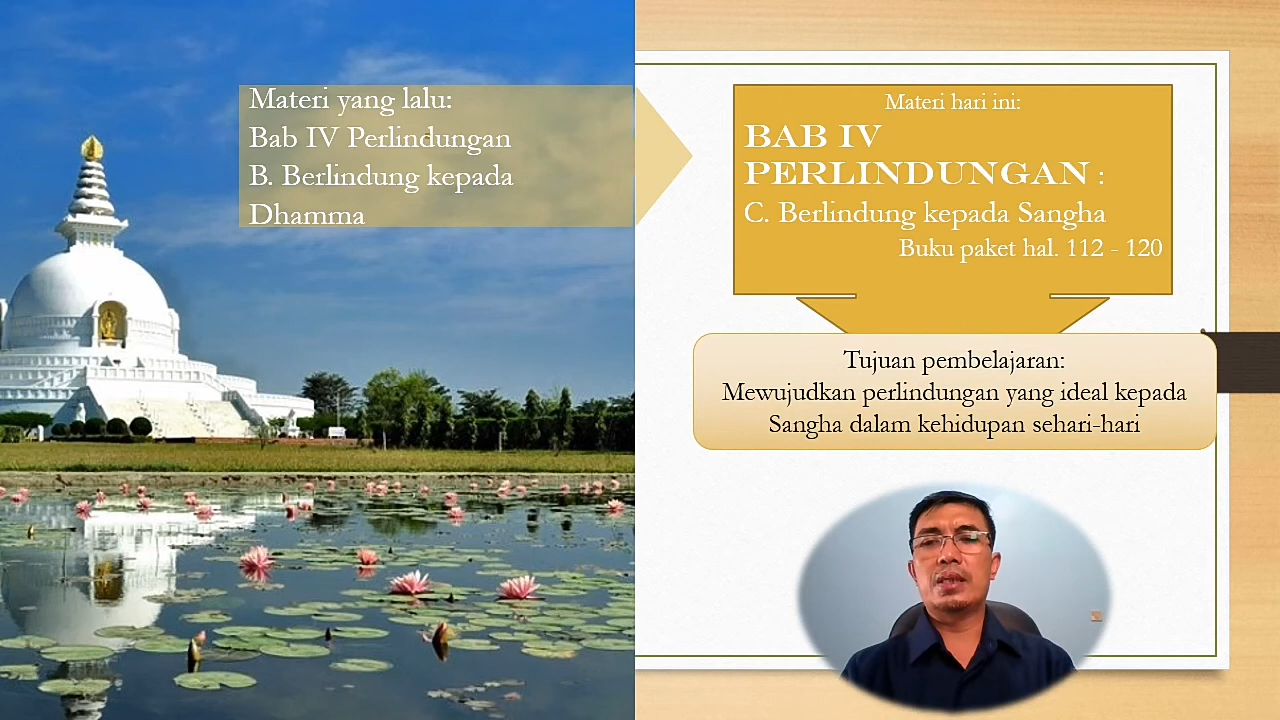 Materi yang lalu:
Bab IV Perlindungan
B. Berlindung kepada
Dhamma
Materi hari ini:
BAB IV
PERLINDUNGAN :
C. Berlindung kepada Sangha
Buku paket hal. 112 - 120
Tujuan pembelajaran:
Mewujudkan perlindungan yang ideal kepada
Sangha dalam kehidupan sehari-hari